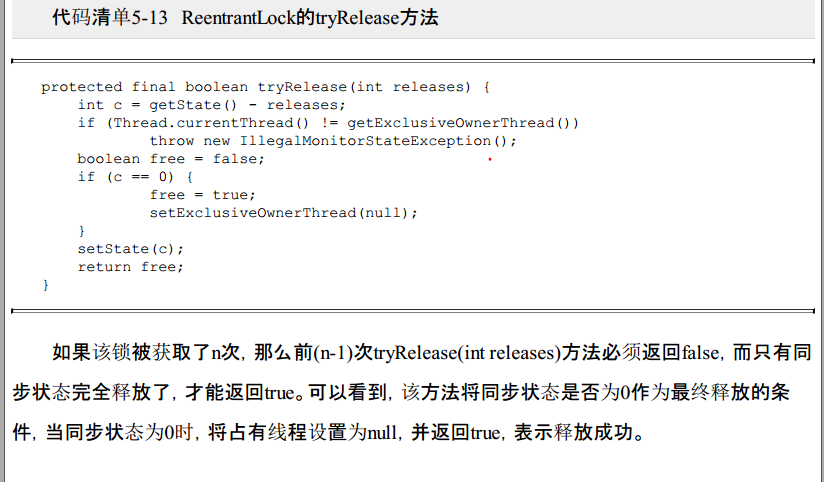 代码清单5-13 ReentrantLock的tryRelease方法
protected final boolean tryRelease(int releases) {
int c = getState() - releases;
if (Thread.currentThread() != getExclusiveOwnerThread())
throw new IllegalMonitorStateException();
boolean free = false;
if (c == 0) {
free = true;
setExclusiveOwnerThread(null);
}
setState(c);
return free;
}
如果该锁被获取了n次，那么前(n-1)次tryRelease(int releases)方法必须返回false，而只有同
步状态完全释放了，才能返回true。可以看到，该方法将同步状态是否为0作为最终释放的条
件，当同步状态为0时，将占有线程设置为null，并返回true，表示释放成功。